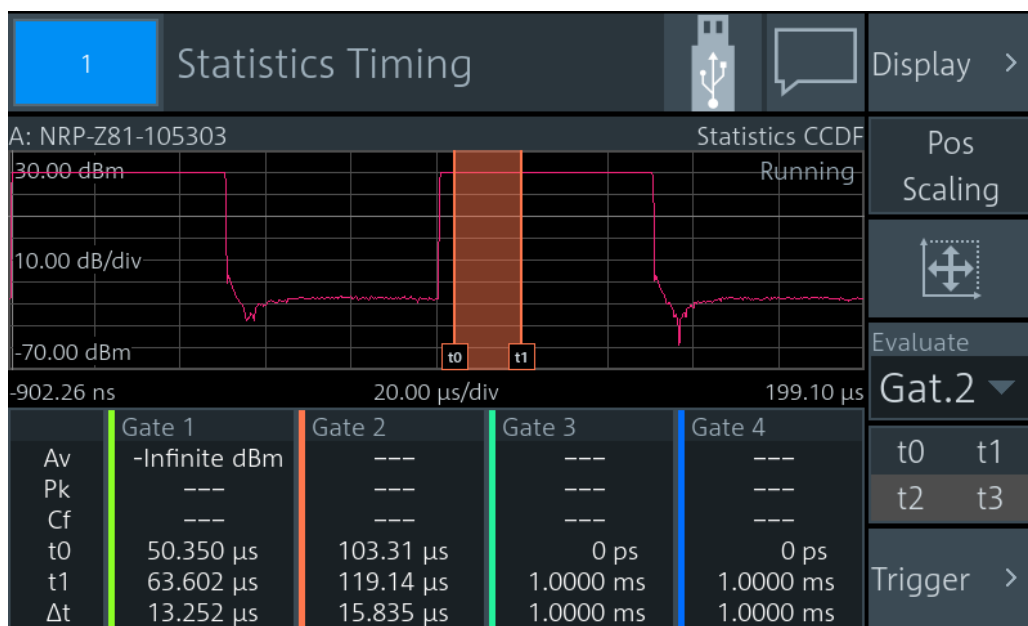 1
Statistics Timing
Display >
A: NRP-Z81-105303
Statistics CCDF
Pos
Scaling
30.00 dBm
Running
10.00 dB/div
-70.00 dBm
t0
t1
-902.26 ns
20.00 µs/div
199.10 µs
Evaluate
Gat.2
Gate 1 Gate 2 Gate 3 Gate 4
Av -Infinite dBm --- --- ---
Pk --- --- --- ---
Cf --- --- --- ---
t0 50.350 µs 103.31 µs 0 ps 0 ps
t1 63.602 µs 119.14 µs 1.0000 ms 1.0000 ms
Δt 13.252 µs 15.835 µs 1.0000 ms 1.0000 ms
t0 t1
t2 t3
Trigger >